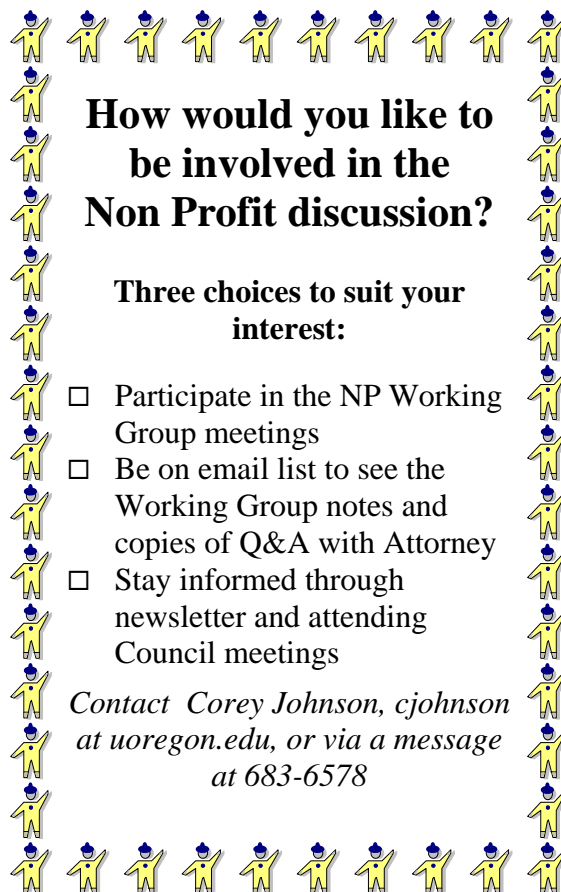 How would you like to
be involved in the
Non Profit discussion?
Three choices to suit your
interest:
□ Participate in the NP Working
Group meetings
□ Be on email list to see the
Working Group notes and
copies of Q&A with Attorney
□ Stay informed through
newsletter and attending
Council meetings
Contact Corey Johnson, cjohnson
at uoregon.edu, or via a message
at 683-6578